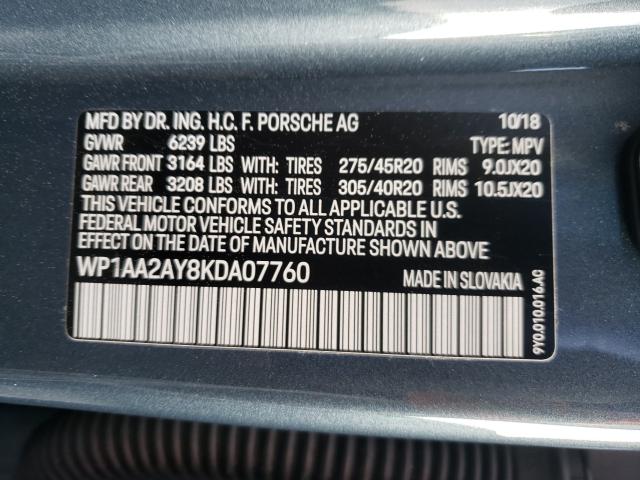 MFD BY DR. ING. H.C. F. PORSCHE AG 10/18
GVWR 6239 LBS TYPE: MPV
GAWR FRONT 3164 LBS WITH: TIRES 275/45R20 RIMS 9.0JX20
GAWR REAR 3208 LBS WITH: TIRES 305/40R20 RIMS 10.5JX20
THIS VEHICLE CONFORMS TO ALL APPLICABLE U.S.
FEDERAL MOTOR VEHICLE SAFETY STANDARDS IN
EFFECT ON THE DATE OF MANUFACTURE SHOWN ABOVE.
WP1AA2AY8KDA07760 MADE IN SLOVAKIA
9Y0.010.016.AC